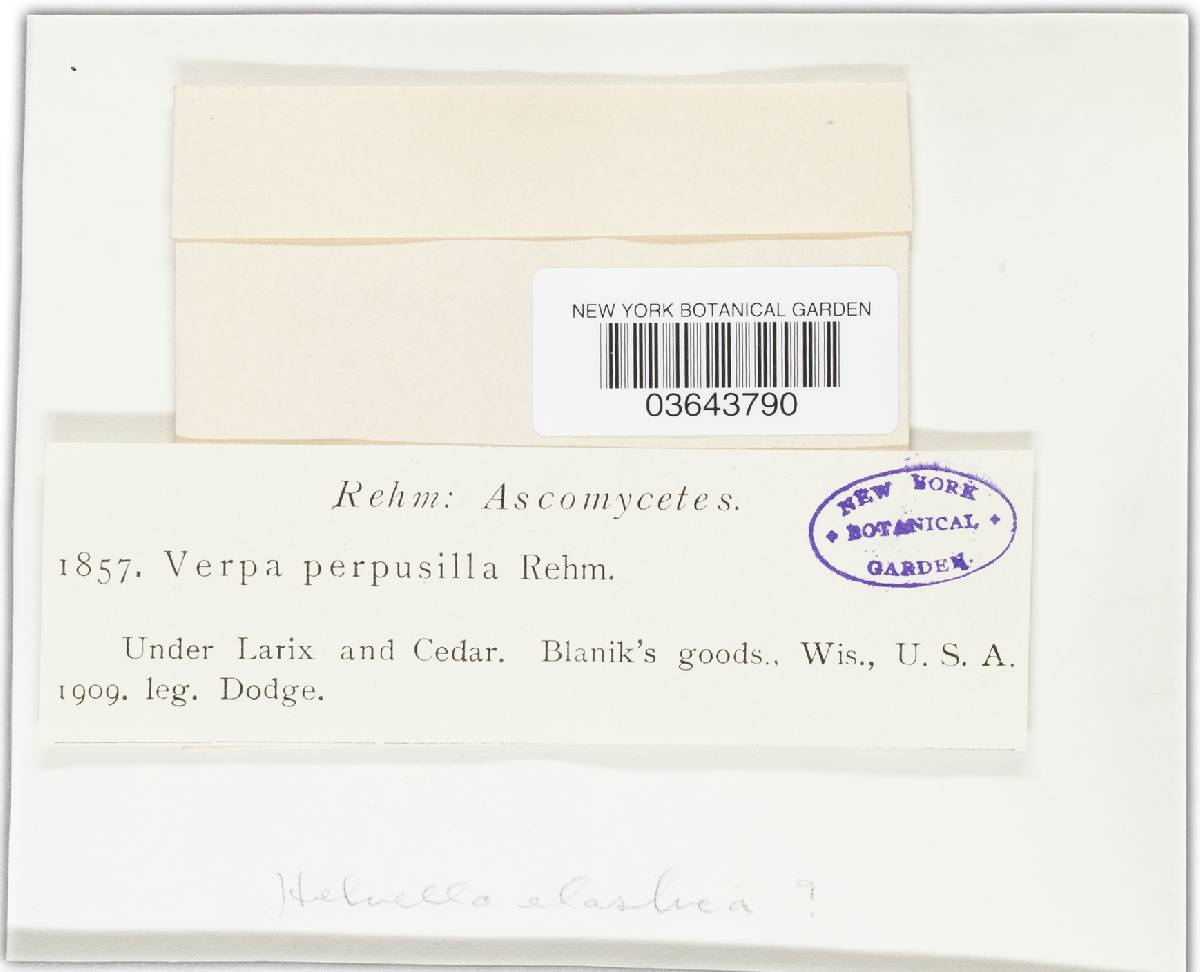 NEW YORK BOTANICAL GARDEN
03643790
Rehm: Ascomycetes.
NEW YORK
BOTANICAL
GARDEN.
1857. Verpa perpusilla Rehm.
Under Larix and Cedar. Blanik's goods., Wis., U. S. A.
1909. leg. Dodge.
Helvella elastica ?